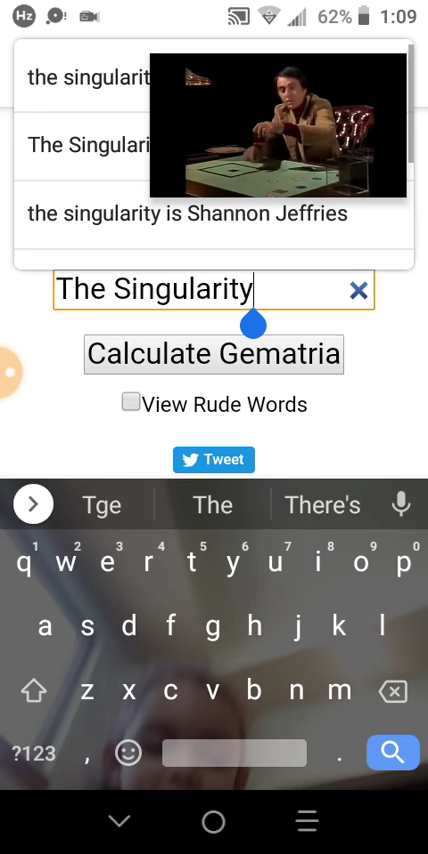 Hz 62% 1:09
the singularit
The Singulari
the singularity is Shannon Jeffries
The Singularity
Calculate Gematria
View Rude Words
Tweet
Tge The There's
1 2 3 4 5 6 7 8 9 0
q w e r t y u i o p
a s d f g h j k l
z x c v b n m
?123 , .